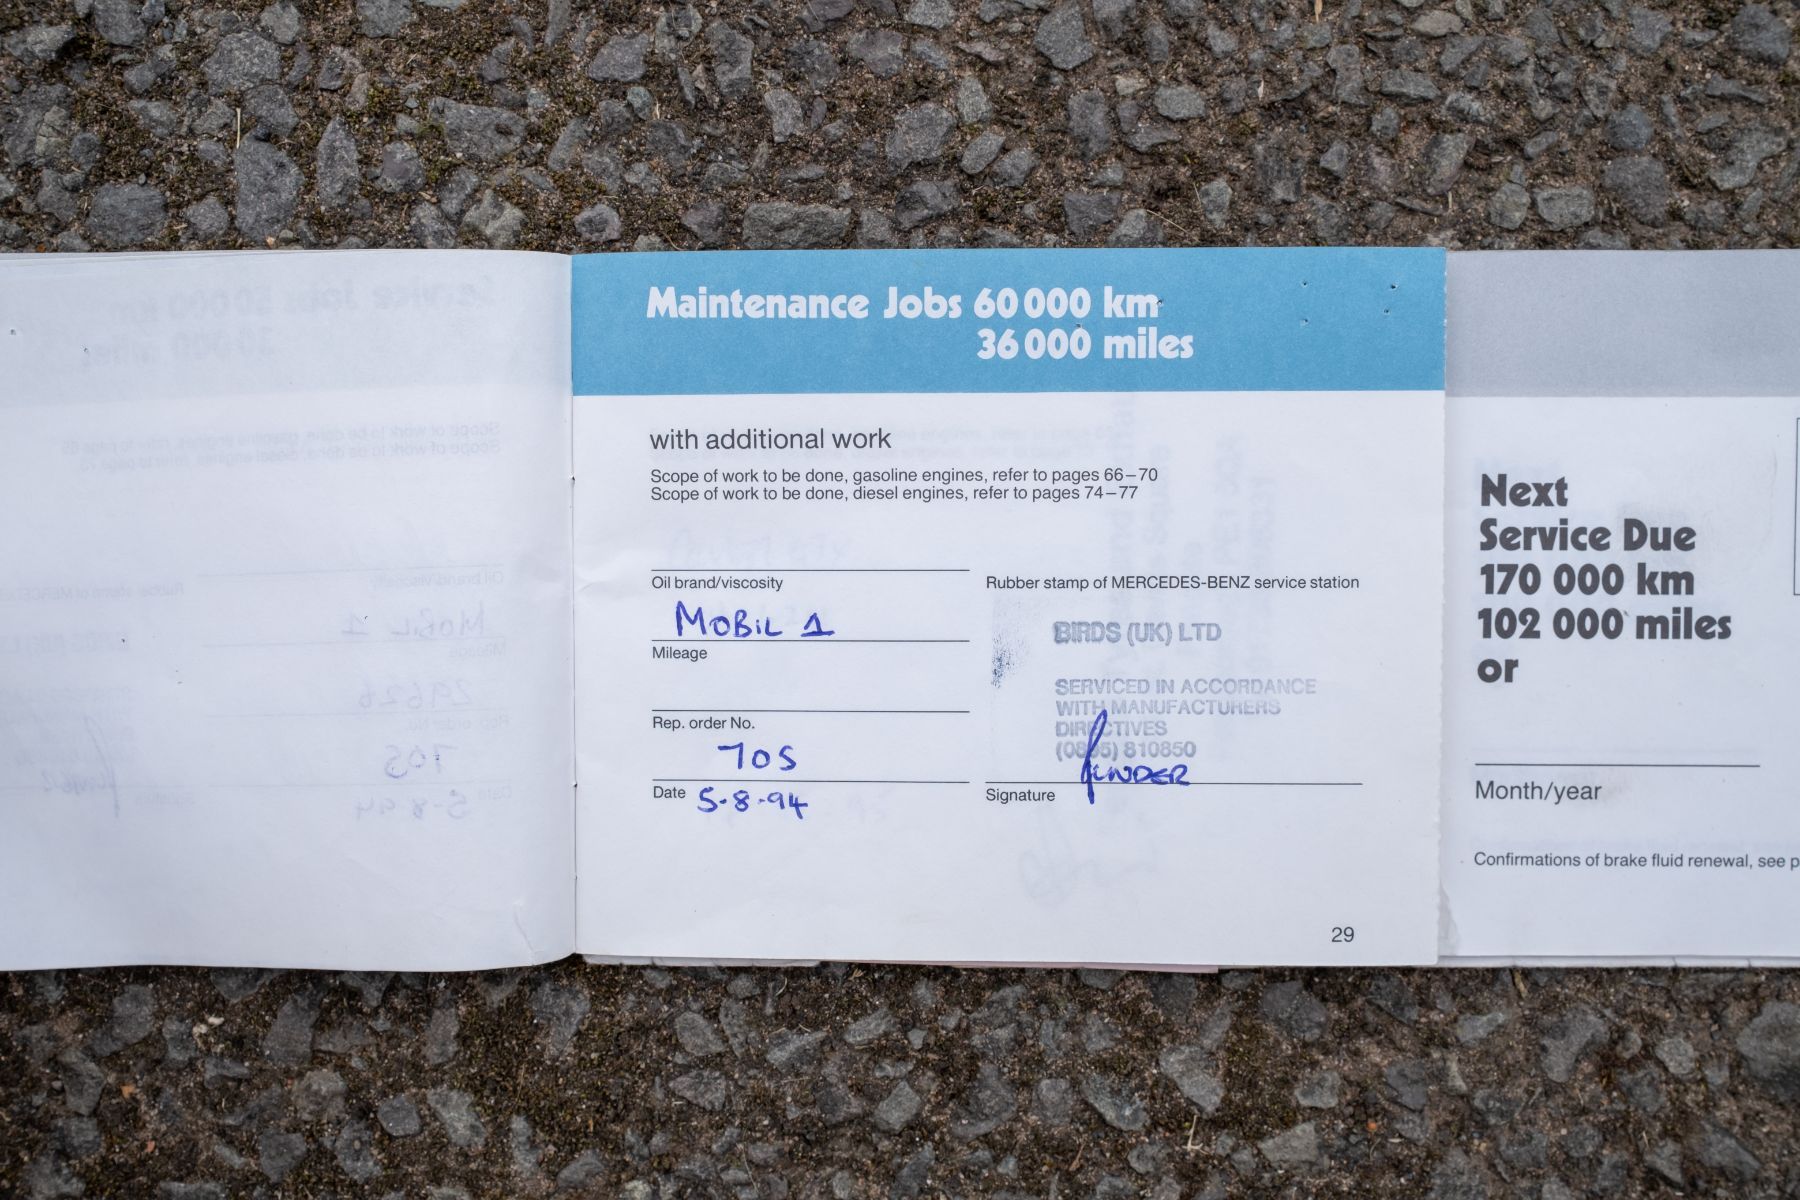 Maintenance Jobs 60 000 km
36 000 miles
with additional work
Scope of work to be done, gasoline engines, refer to pages 66–70
Scope of work to be done, diesel engines, refer to pages 74–77
Oil brand/viscosity
MOBIL 1
Mileage
Rep. order No.
705
Date 5-8-94
Rubber stamp of MERCEDES-BENZ service station
BIRDS (UK) LTD
SERVICED IN ACCORDANCE
WITH MANUFACTURERS
DIRECTIVES
(0895) 810850
Signature
29
Next
Service Due
170 000 km
102 000 miles
or
Month/year
Confirmations of brake fluid renewal, see